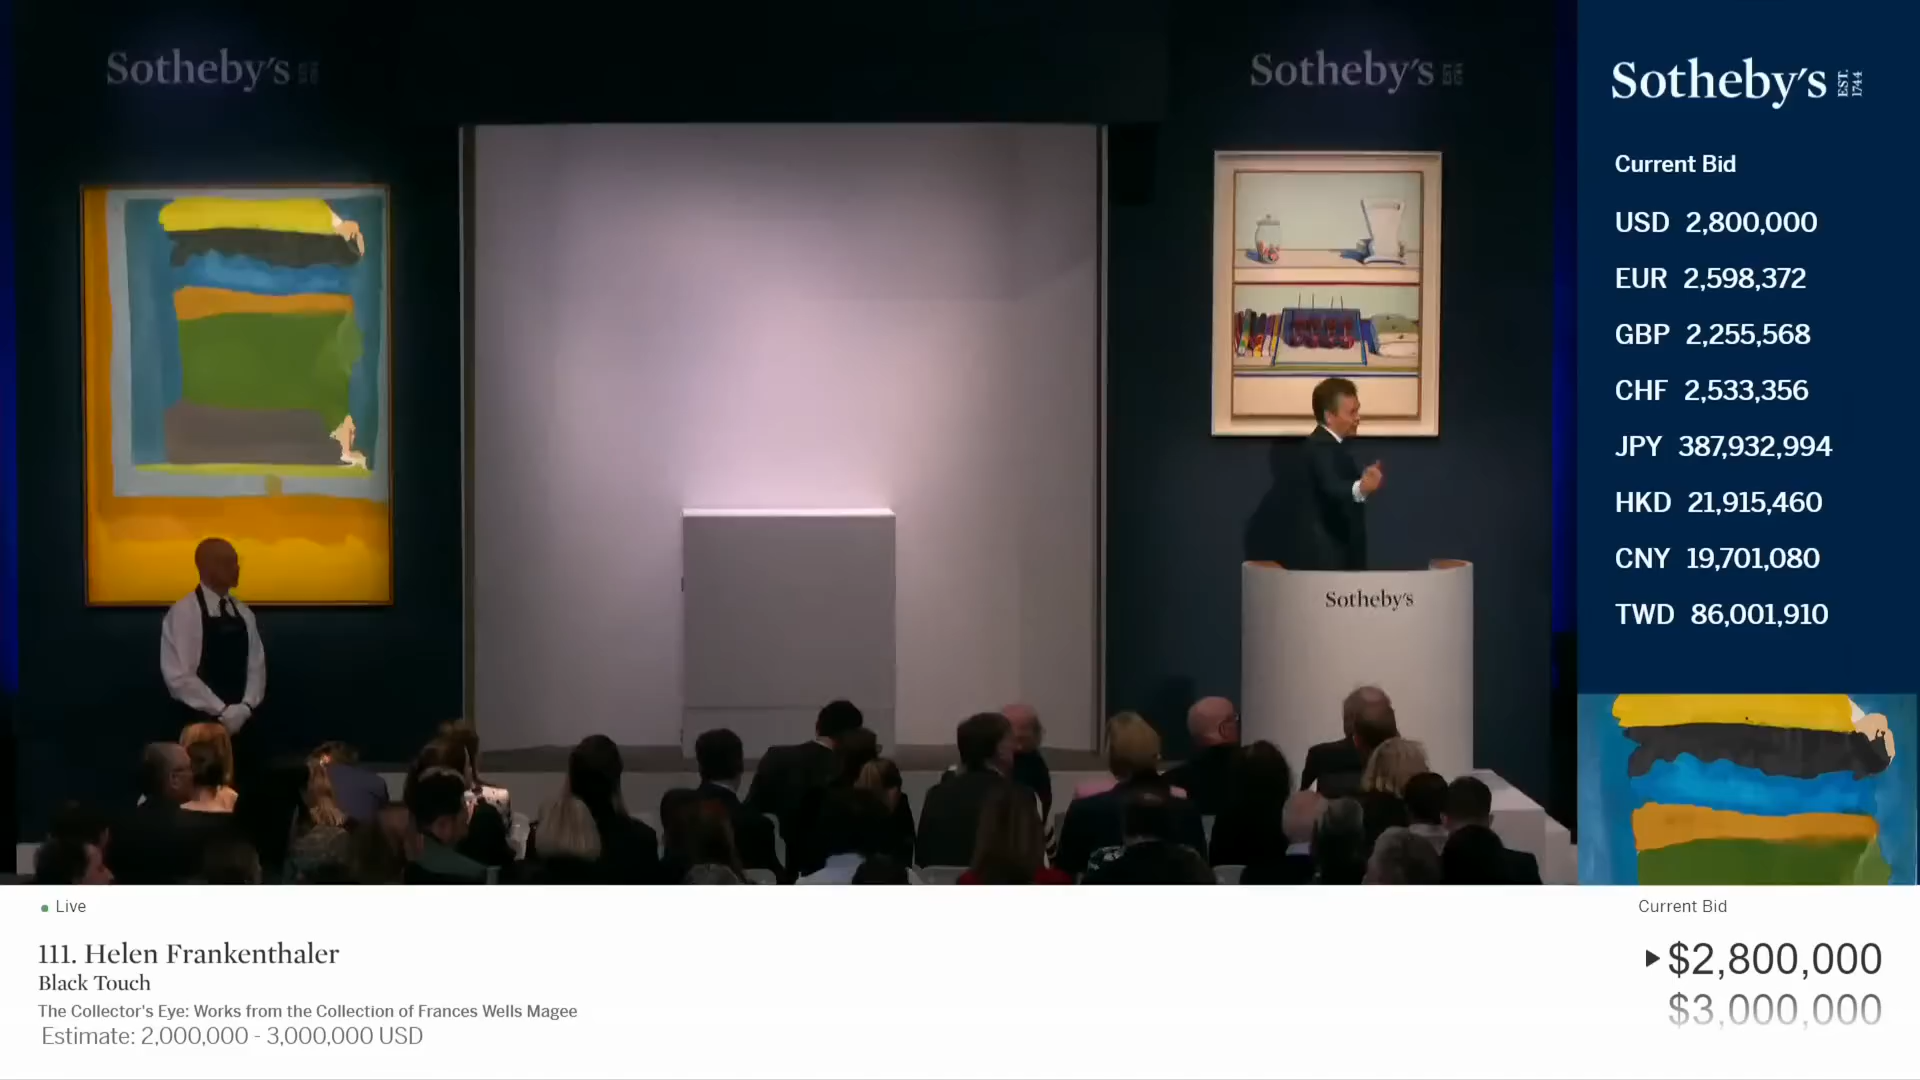 Sotheby's
Sotheby's
Sotheby's EST. 1744
Current Bid
USD 2,800,000
EUR 2,598,372
GBP 2,255,568
CHF 2,533,356
JPY 387,932,994
HKD 21,915,460
CNY 19,701,080
TWD 86,001,910
Sotheby's
Live
111. Helen Frankenthaler
Black Touch
The Collector's Eye: Works from the Collection of Frances Wells Magee
Estimate: 2,000,000 - 3,000,000 USD
Current Bid
$2,800,000
$3,000,000